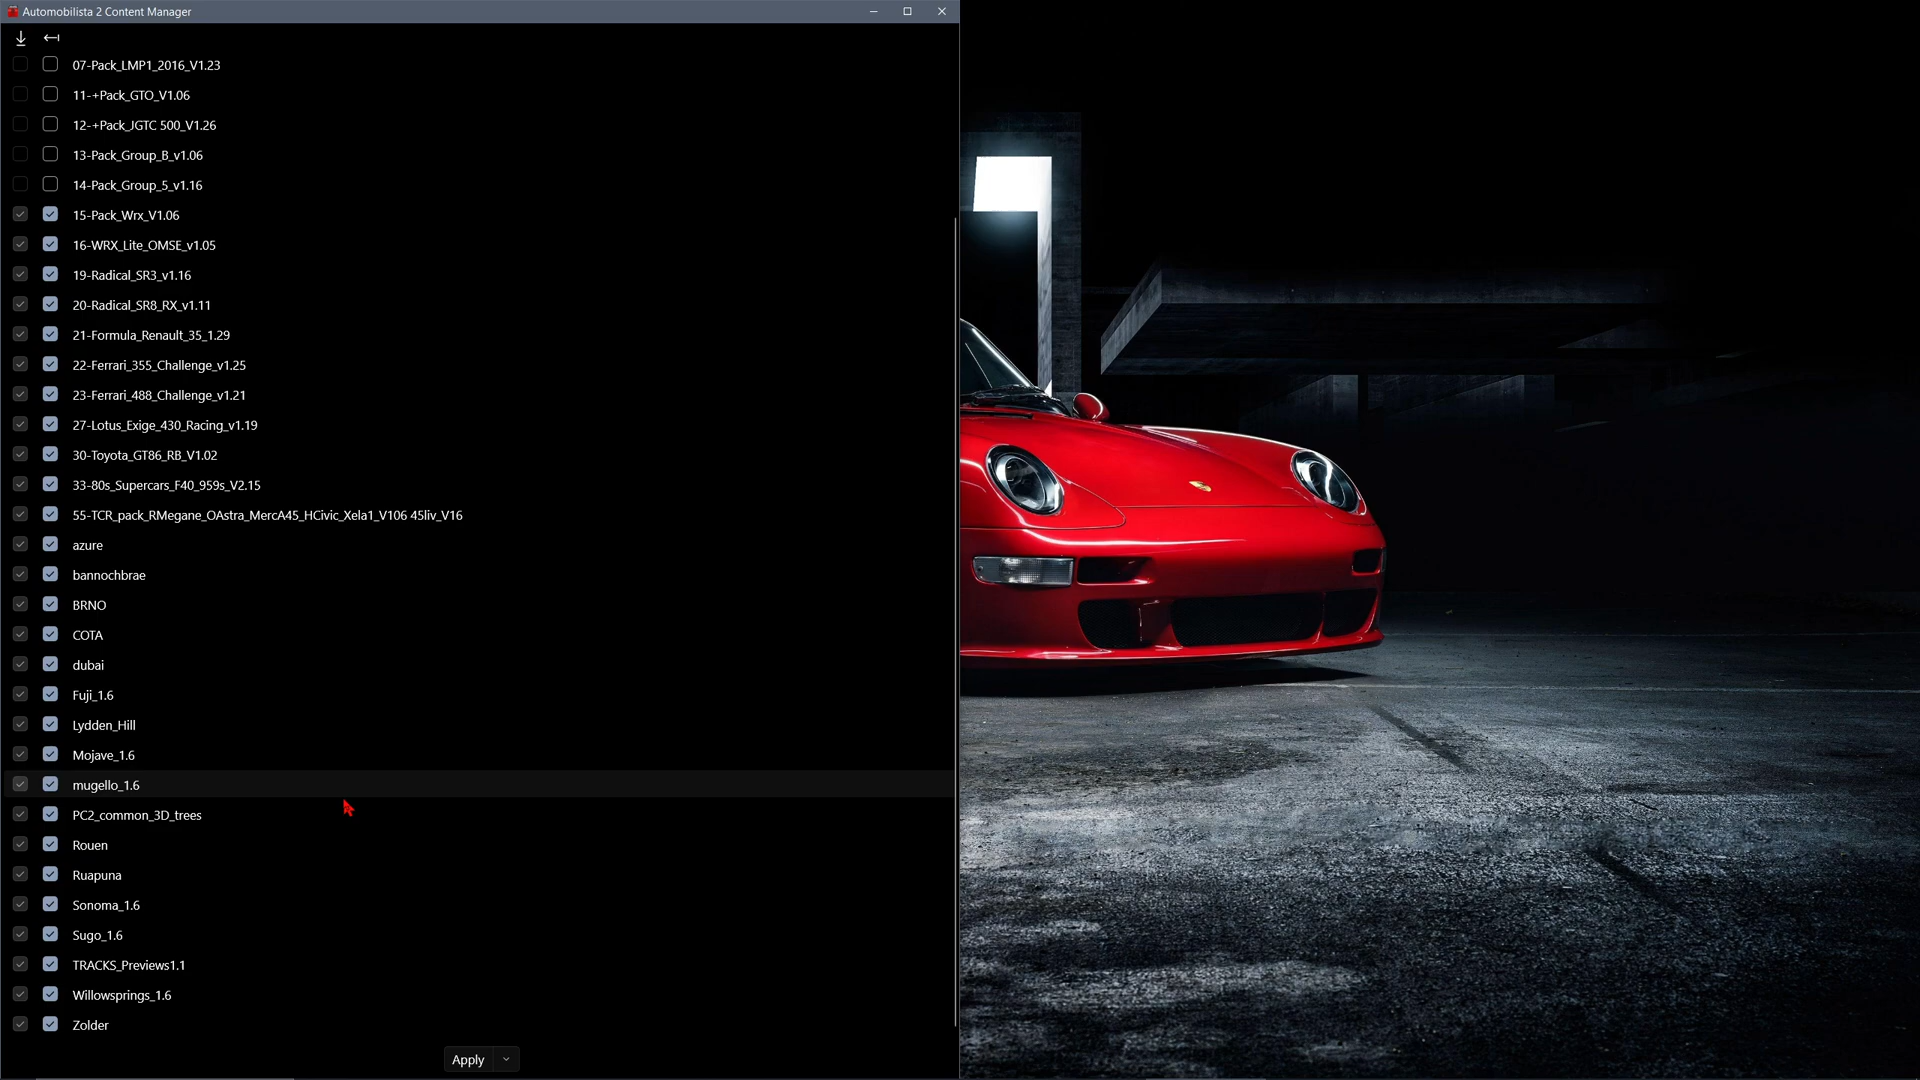 Automobilista 2 Content Manager
07-Pack_LMP1_2016_V1.23
11-+Pack_GTO_V1.06
12-+Pack_JGTC 500_V1.26
13-Pack_Group_B_v1.06
14-Pack_Group_5_v1.16
15-Pack_Wrx_V1.06
16-WRX_Lite_OMSE_v1.05
19-Radical_SR3_v1.16
20-Radical_SR8_RX_v1.11
21-Formula_Renault_35_1.29
22-Ferrari_355_Challenge_v1.25
23-Ferrari_488_Challenge_v1.21
27-Lotus_Exige_430_Racing_v1.19
30-Toyota_GT86_RB_V1.02
33-80s_Supercars_F40_959s_V2.15
55-TCR_pack_RMegane_OAstra_MercA45_HCivic_Xela1_V106 45liv_V16
azure
bannochbrae
BRNO
COTA
dubai
Fuji_1.6
Lydden_Hill
Mojave_1.6
mugello_1.6
PC2_common_3D_trees
Rouen
Ruapuna
Sonoma_1.6
Sugo_1.6
TRACKS_Previews1.1
Willowsprings_1.6
Zolder
Apply